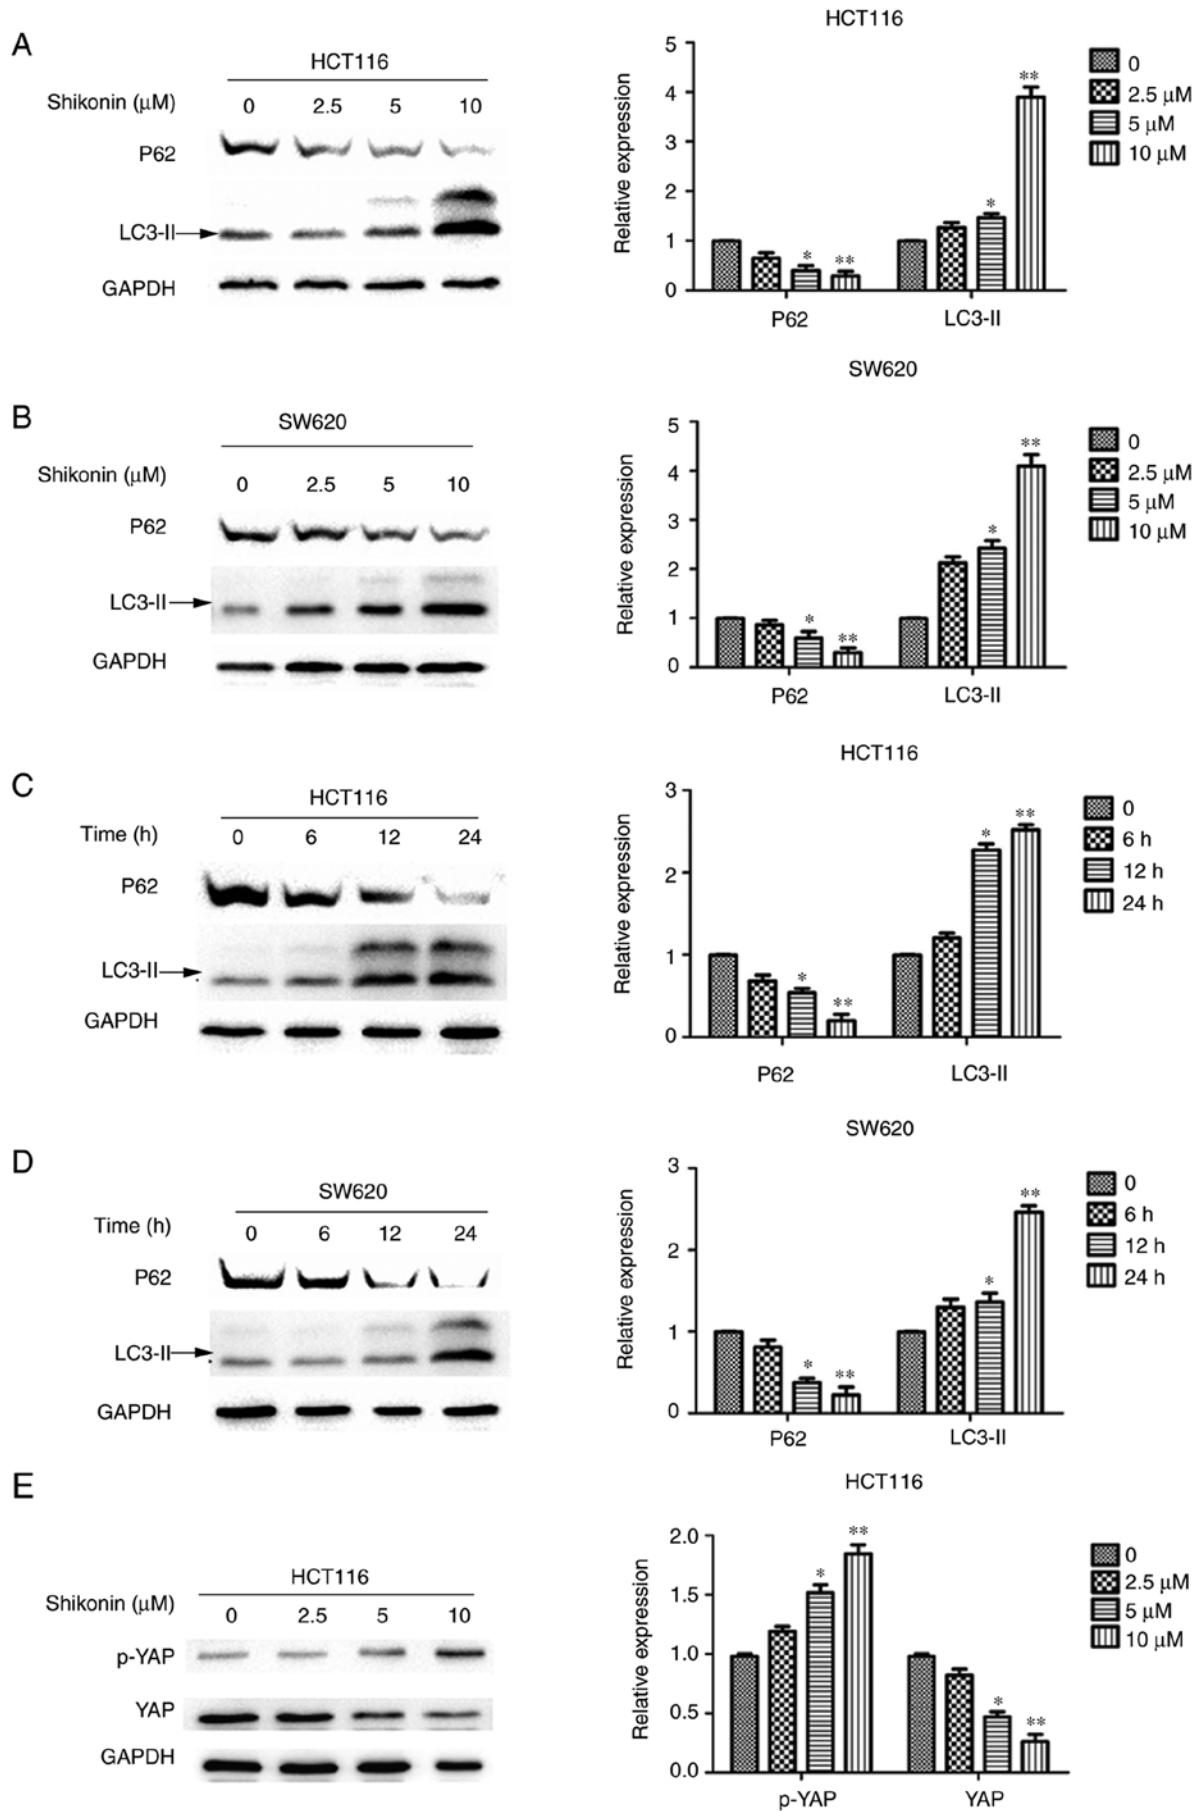 A
HCT116
Shikonin (μM)
0 2.5 5 10
P62
LC3-II
GAPDH
HCT116
Relative expression
5
4
3
2
1
0
* ** * **
P62 LC3-II
0
2.5 μM
5 μM
10 μM
B
SW620
Shikonin (μM)
0 2.5 5 10
P62
LC3-II
GAPDH
SW620
Relative expression
5
4
3
2
1
0
* ** * **
P62 LC3-II
0
2.5 μM
5 μM
10 μM
C
HCT116
Time (h)
0 6 12 24
P62
LC3-II
GAPDH
HCT116
Relative expression
3
2
1
0
* ** * **
P62 LC3-II
0
6 h
12 h
24 h
D
SW620
Time (h)
0 6 12 24
P62
LC3-II
GAPDH
SW620
Relative expression
3
2
1
0
* ** * **
P62 LC3-II
0
6 h
12 h
24 h
E
HCT116
Shikonin (μM)
0 2.5 5 10
p-YAP
YAP
GAPDH
HCT116
Relative expression
2.0
1.5
1.0
0.5
0.0
* ** * **
p-YAP YAP
0
2.5 μM
5 μM
10 μM